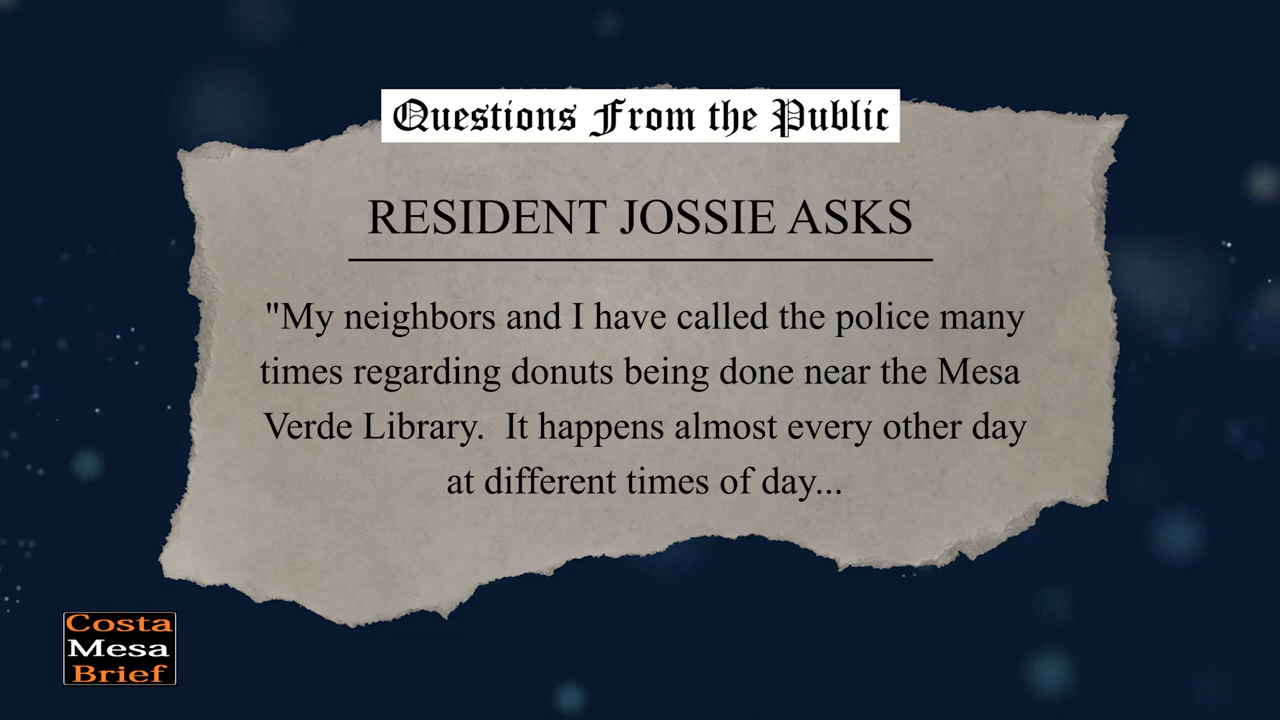 Questions From the Public
RESIDENT JOSSIE ASKS
"My neighbors and I have called the police many
times regarding donuts being done near the Mesa
Verde Library.  It happens almost every other day
at different times of day...
Costa
Mesa
Brief